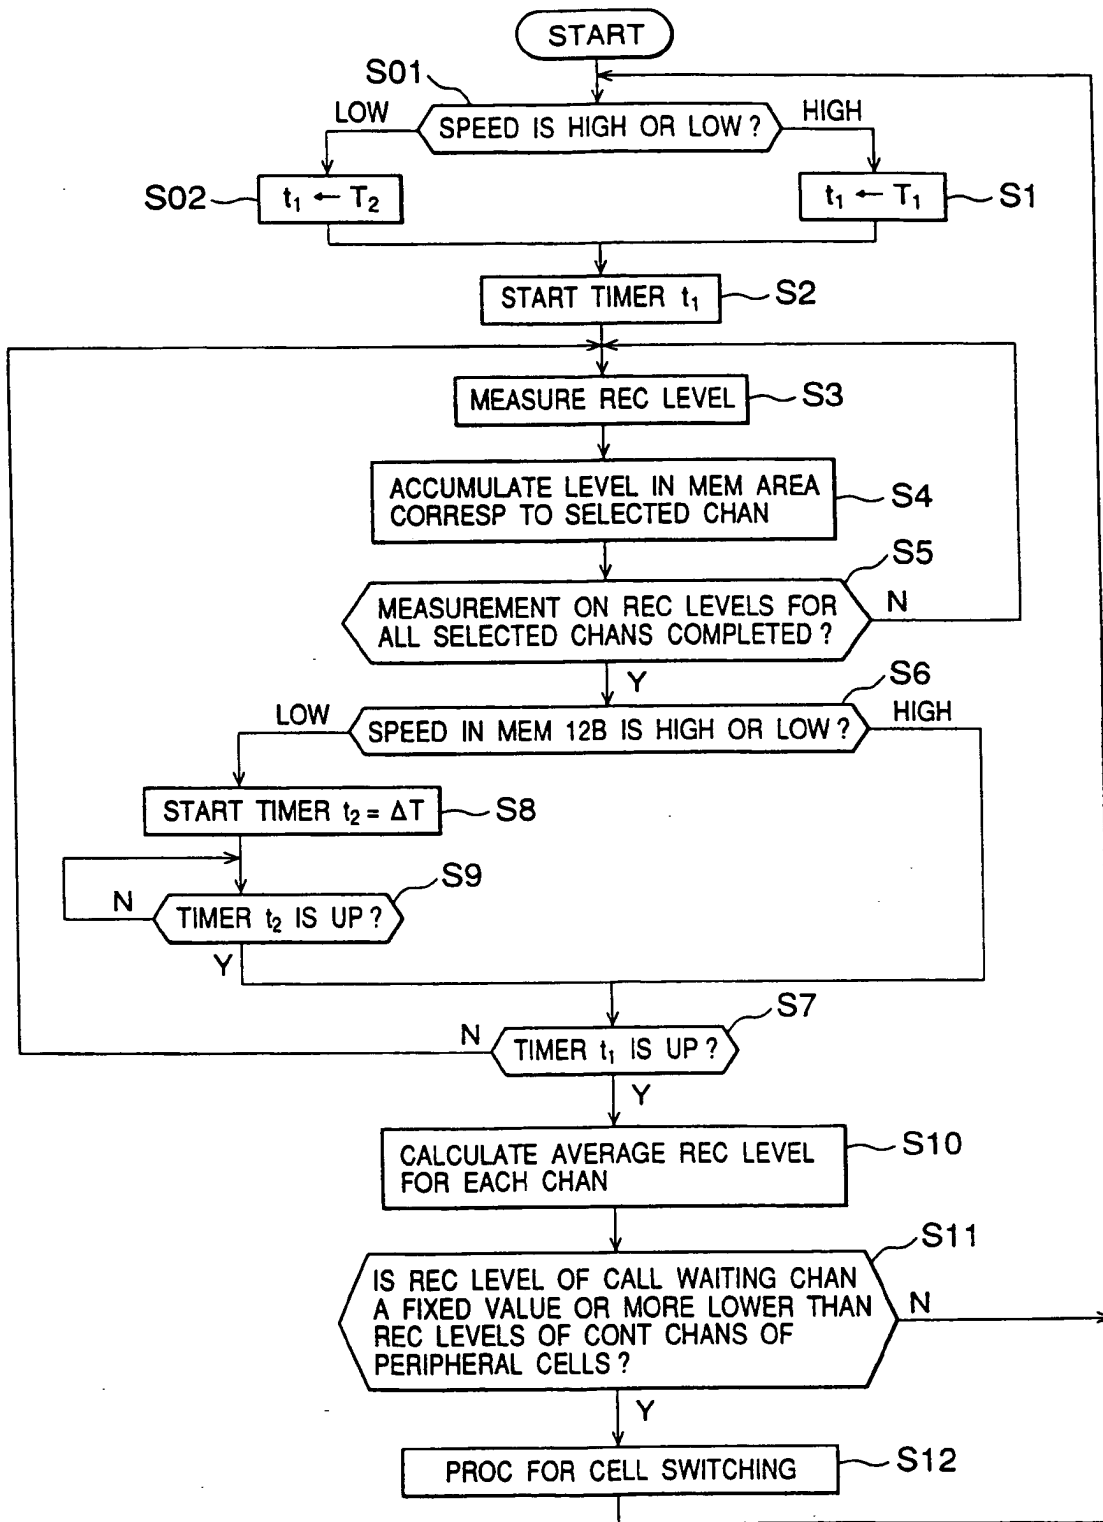 START
S01
LOW
SPEED IS HIGH OR LOW ?
HIGH
S02
t₁ ← T₂
t₁ ← T₁
S1
START TIMER t₁
S2
MEASURE REC LEVEL
S3
ACCUMULATE LEVEL IN MEM AREA
CORRESP TO SELECTED CHAN
S4
S5
MEASUREMENT ON REC LEVELS FOR
ALL SELECTED CHANS COMPLETED ?
N
Y
S6
LOW
SPEED IN MEM 12B IS HIGH OR LOW ?
HIGH
START TIMER t₂ = ΔT
S8
S9
N
TIMER t₂ IS UP ?
Y
S7
N
TIMER t₁ IS UP ?
Y
CALCULATE AVERAGE REC LEVEL
FOR EACH CHAN
S10
S11
IS REC LEVEL OF CALL WAITING CHAN
A FIXED VALUE OR MORE LOWER THAN
REC LEVELS OF CONT CHANS OF
PERIPHERAL CELLS ?
N
Y
PROC FOR CELL SWITCHING
S12